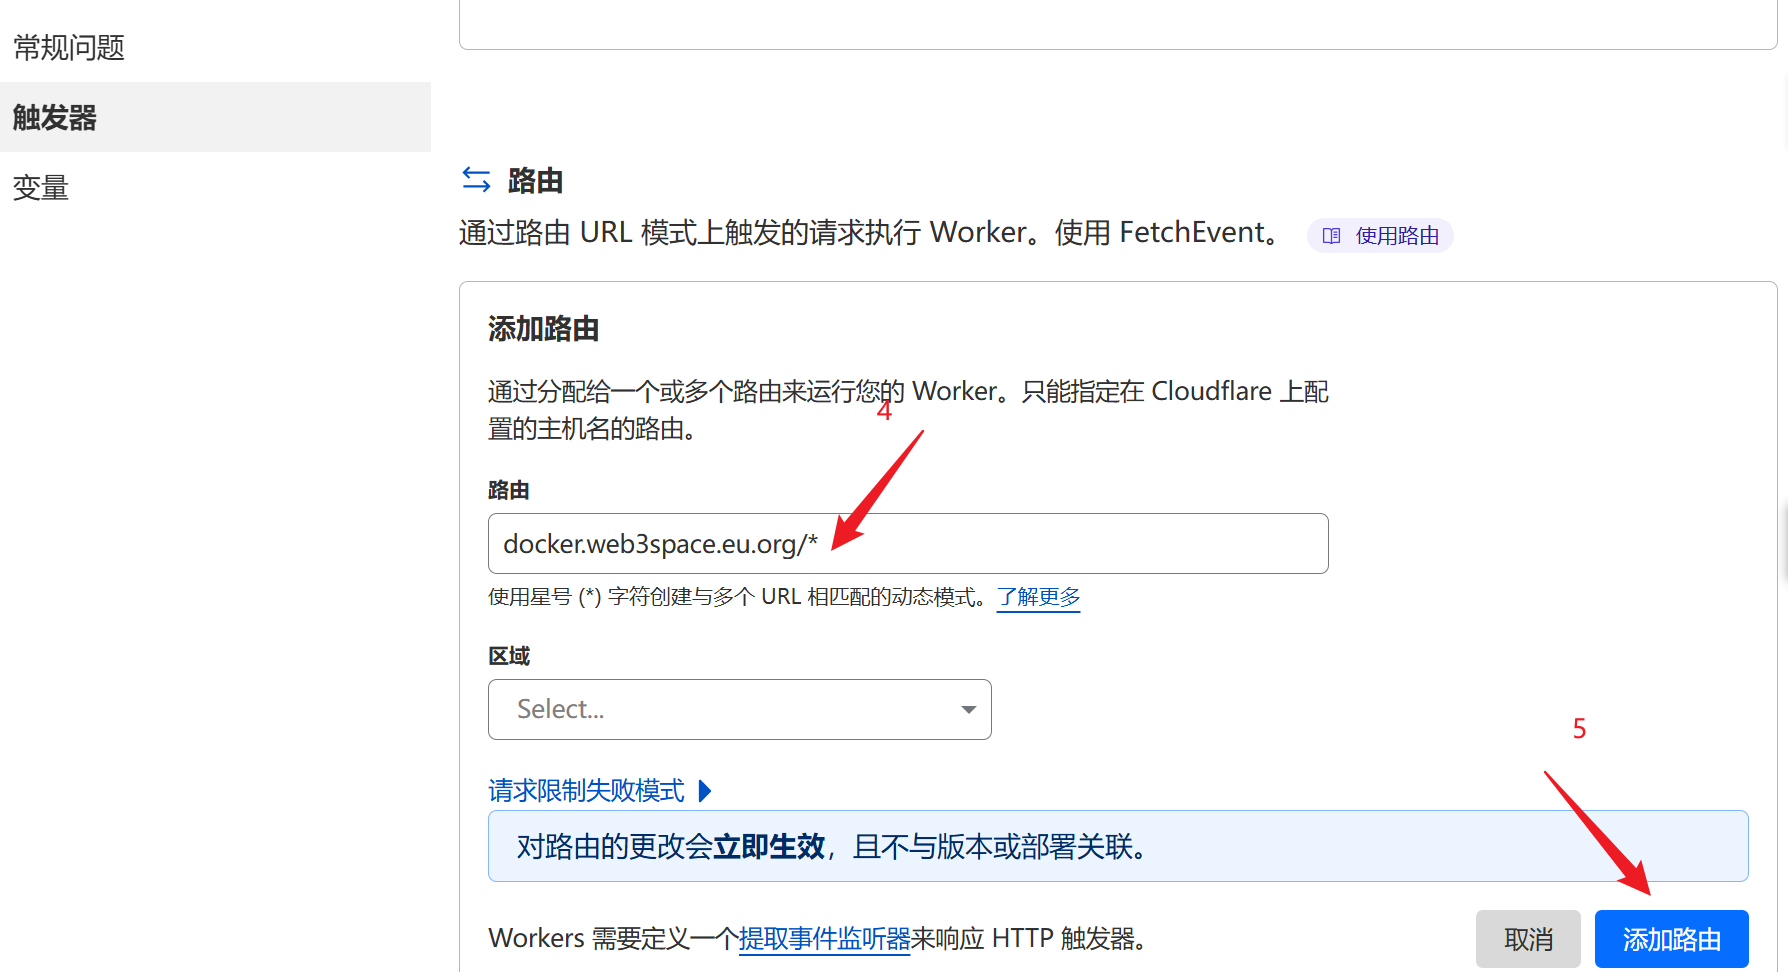 常规问题
触发器
变量
路由
通过路由 URL 模式上触发的请求执行 Worker。使用 FetchEvent。
使用路由
添加路由
通过分配给一个或多个路由来运行您的 Worker。只能指定在 Cloudflare 上配
置的主机名的路由。
4
路由
docker.web3space.eu.org/*
使用星号 (*) 字符创建与多个 URL 相匹配的动态模式。了解更多
区域
Select...
5
请求限制失败模式
对路由的更改会立即生效，且不与版本或部署关联。
Workers 需要定义一个提取事件监听器来响应 HTTP 触发器。
取消
添加路由